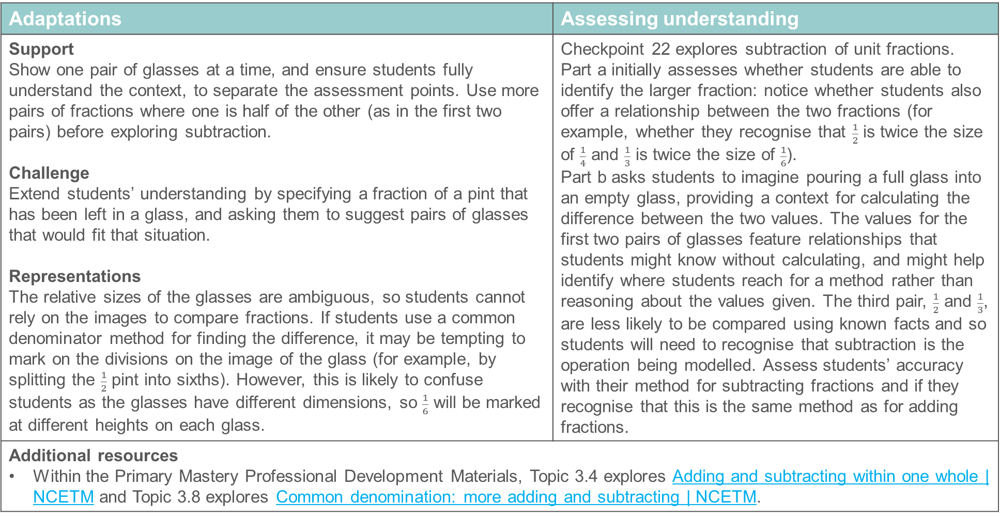 Adaptations
Support
Show one pair of glasses at a time, and ensure students fully
understand the context, to separate the assessment points. Use more
pairs of fractions where one is half of the other (as in the first two
pairs) before exploring subtraction.
Challenge
Extend students’ understanding by specifying a fraction of a pint that
has been left in a glass, and asking them to suggest pairs of glasses
that would fit that situation.
Representations
The relative sizes of the glasses are ambiguous, so students cannot
rely on the images to compare fractions. If students use a common
denominator method for finding the difference, it may be tempting to
mark on the divisions on the image of the glass (for example, by
splitting the 1/2 pint into sixths). However, this is likely to confuse
students as the glasses have different dimensions, so 1/6 will be marked
at different heights on each glass.
Assessing understanding
Checkpoint 22 explores subtraction of unit fractions.
Part a initially assesses whether students are able to
identify the larger fraction: notice whether students also
offer a relationship between the two fractions (for
example, whether they recognise that 1/2 is twice the size
of 1/4 and 1/3 is twice the size of 1/6).
Part b asks students to imagine pouring a full glass into
an empty glass, providing a context for calculating the
difference between the two values. The values for the
first two pairs of glasses feature relationships that
students might know without calculating, and might help
identify where students reach for a method rather than
reasoning about the values given. The third pair, 1/2 and 1/3,
are less likely to be compared using known facts and so
students will need to recognise that subtraction is the
operation being modelled. Assess students’ accuracy
with their method for subtracting fractions and if they
recognise that this is the same method as for adding
fractions.
Additional resources
• Within the Primary Mastery Professional Development Materials, Topic 3.4 explores Adding and subtracting within one whole |
NCETM and Topic 3.8 explores Common denomination: more adding and subtracting | NCETM.